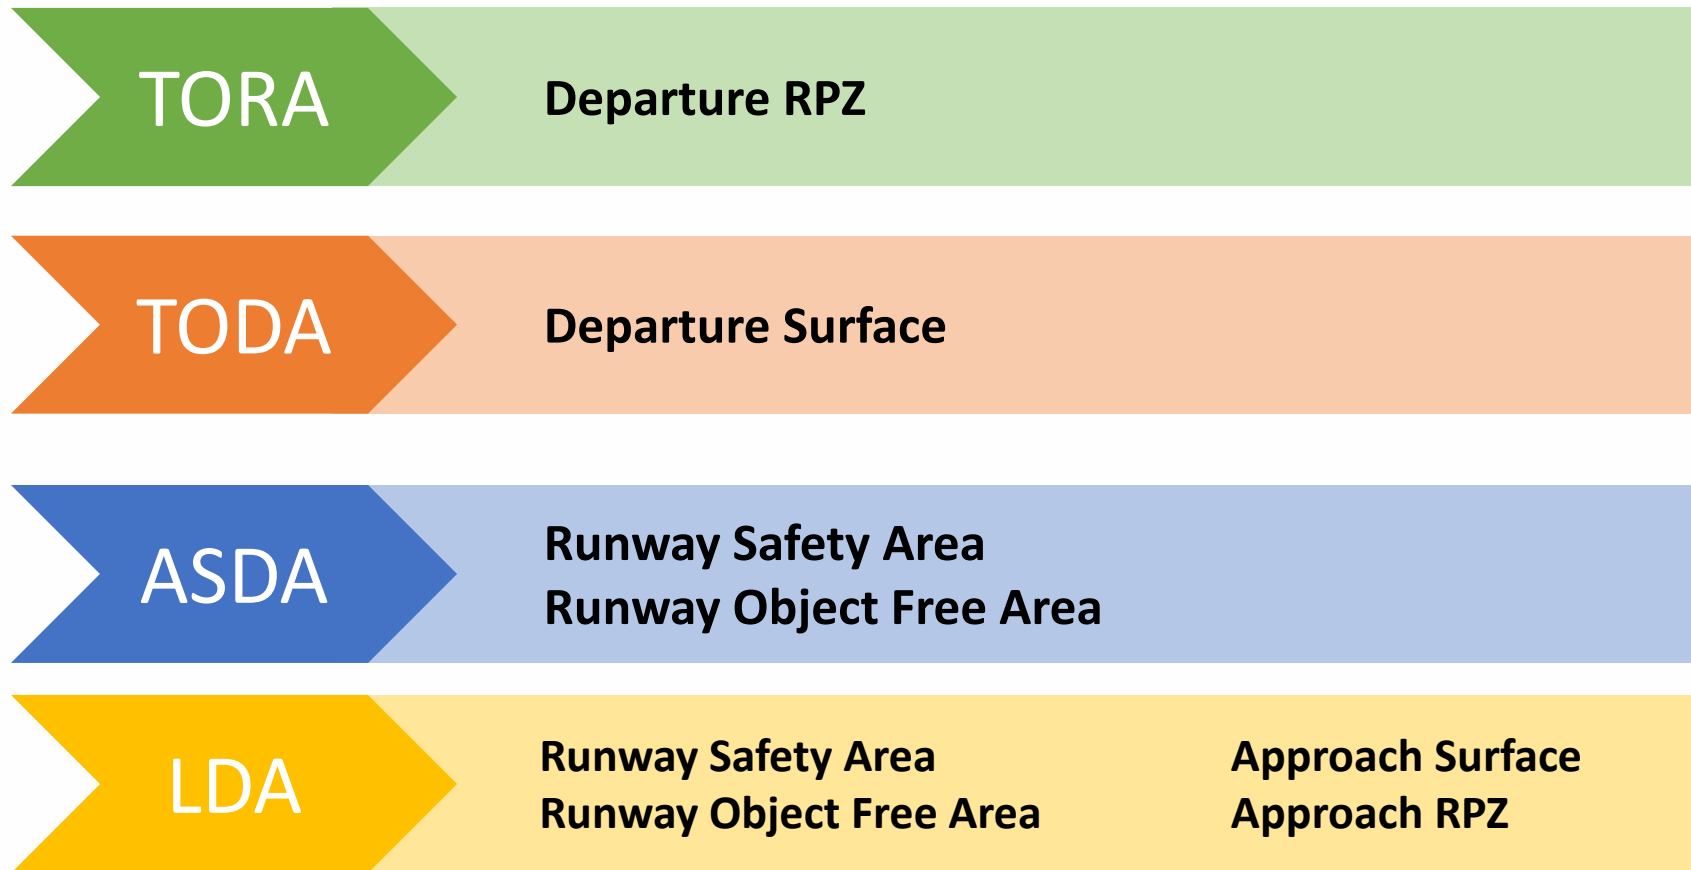 TORA
Departure RPZ
TODA
Departure Surface
ASDA
Runway Safety Area
Runway Object Free Area
LDA
Runway Safety Area
Runway Object Free Area
Approach Surface
Approach RPZ